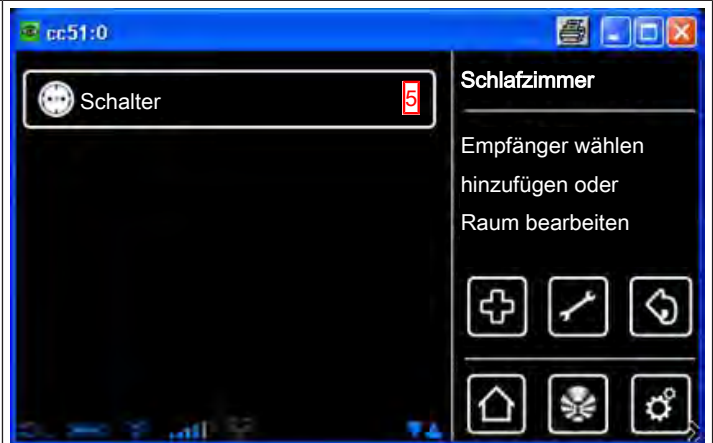 cc51:0
Schalter 5
Schlafzimmer
Empfänger wählen
hinzufügen oder
Raum bearbeiten